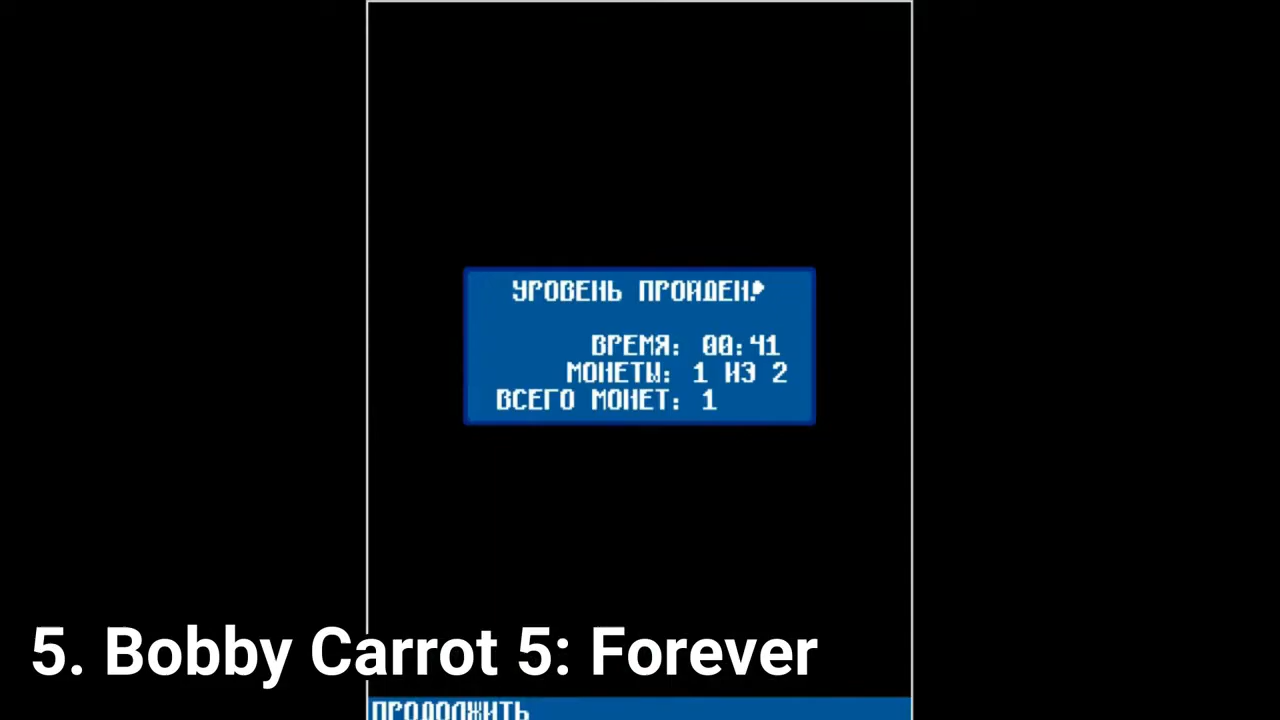 УРОВЕНЬ ПРОЙДЕН!
ВРЕМЯ: 00:41
МОНЕТЫ: 1 ИЗ 2
ВСЕГО МОНЕТ: 1
5. Bobby Carrot 5: Forever
ПРОДОЛЖИТЬ